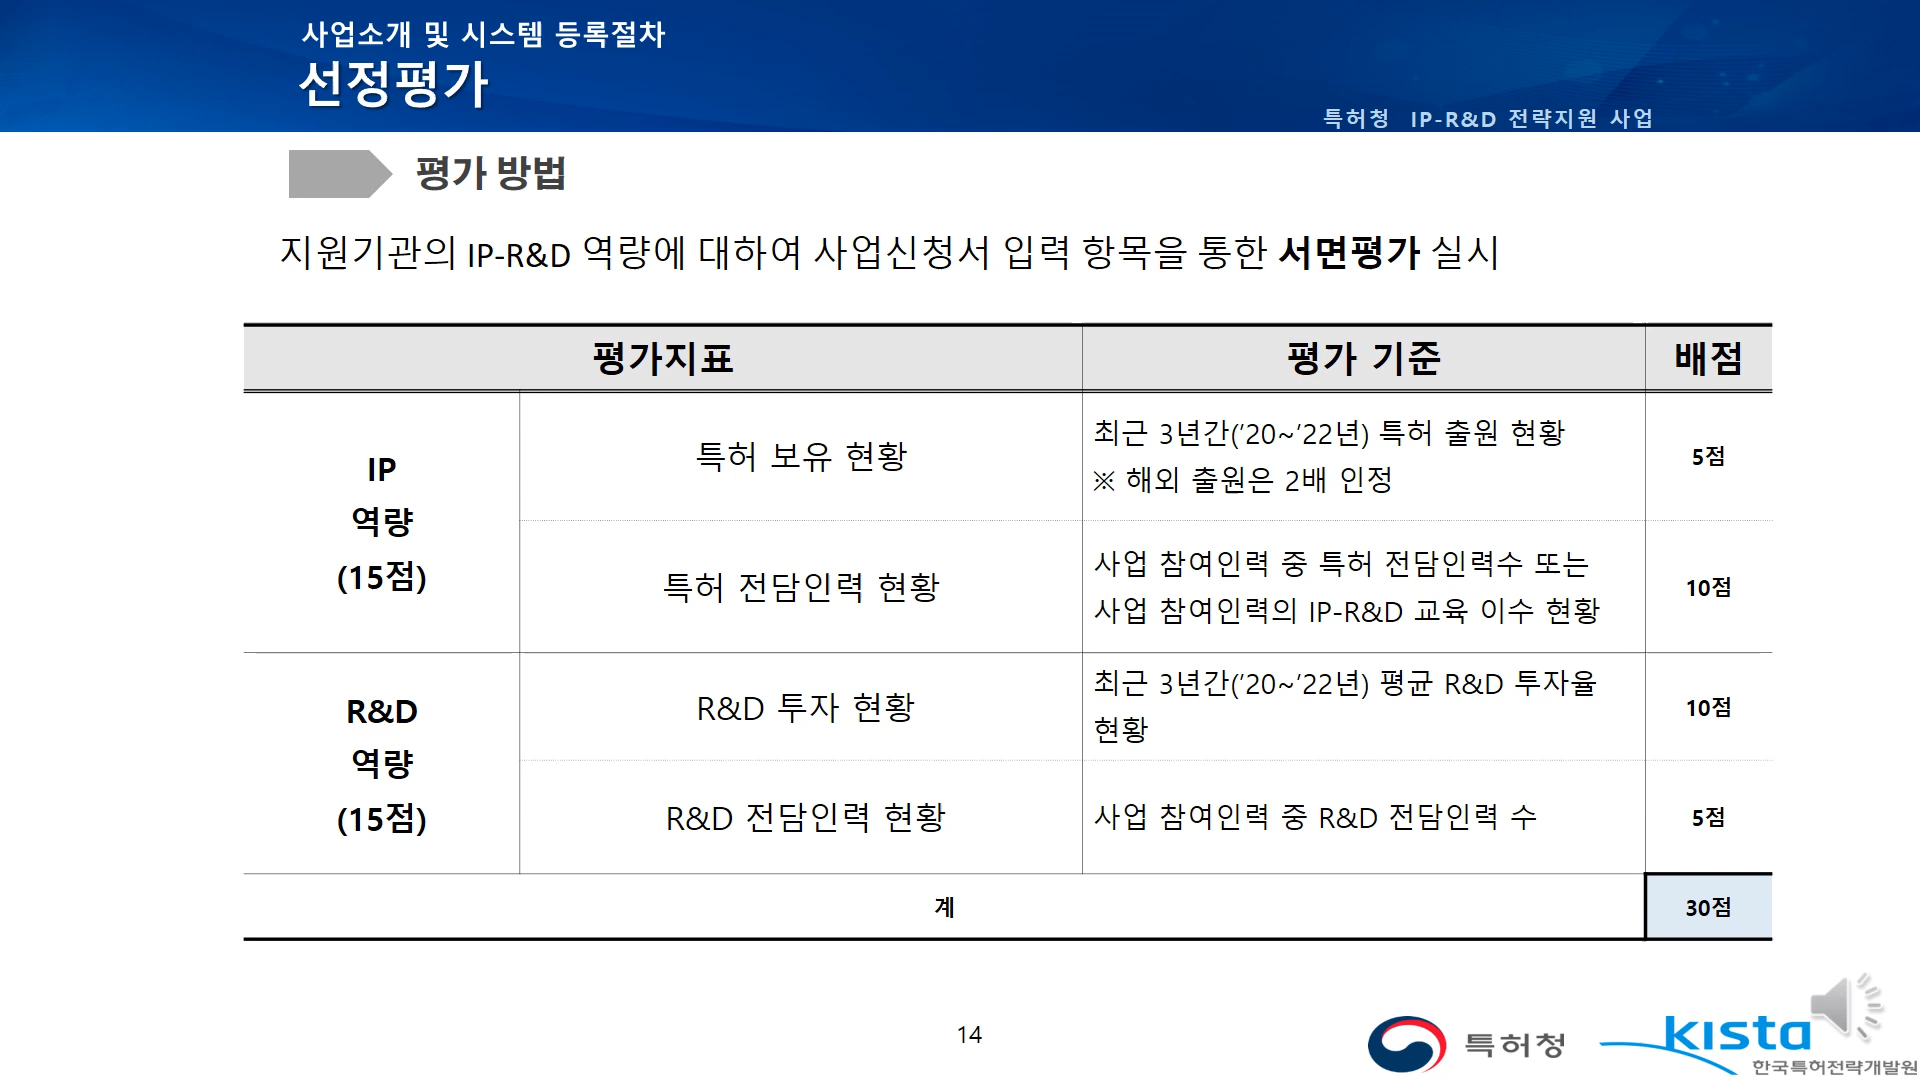 사업소개 및 시스템 등록절차
선정평가
특허청 IP-R&D 전략지원 사업
평가 방법
지원기관의 IP-R&D 역량에 대하여 사업신청서 입력 항목을 통한 서면평가 실시
평가지표 평가 기준 배점
IP
역량
(15점)
특허 보유 현황
최근 3년간(’20~’22년) 특허 출원 현황
※ 해외 출원은 2배 인정
5점
특허 전담인력 현황
사업 참여인력 중 특허 전담인력수 또는
사업 참여인력의 IP-R&D 교육 이수 현황
10점
R&D
역량
(15점)
R&D 투자 현황
최근 3년간(’20~’22년) 평균 R&D 투자율
현황
10점
R&D 전담인력 현황
사업 참여인력 중 R&D 전담인력 수
5점
계 30점
14
특허청
kista
한국특허전략개발원